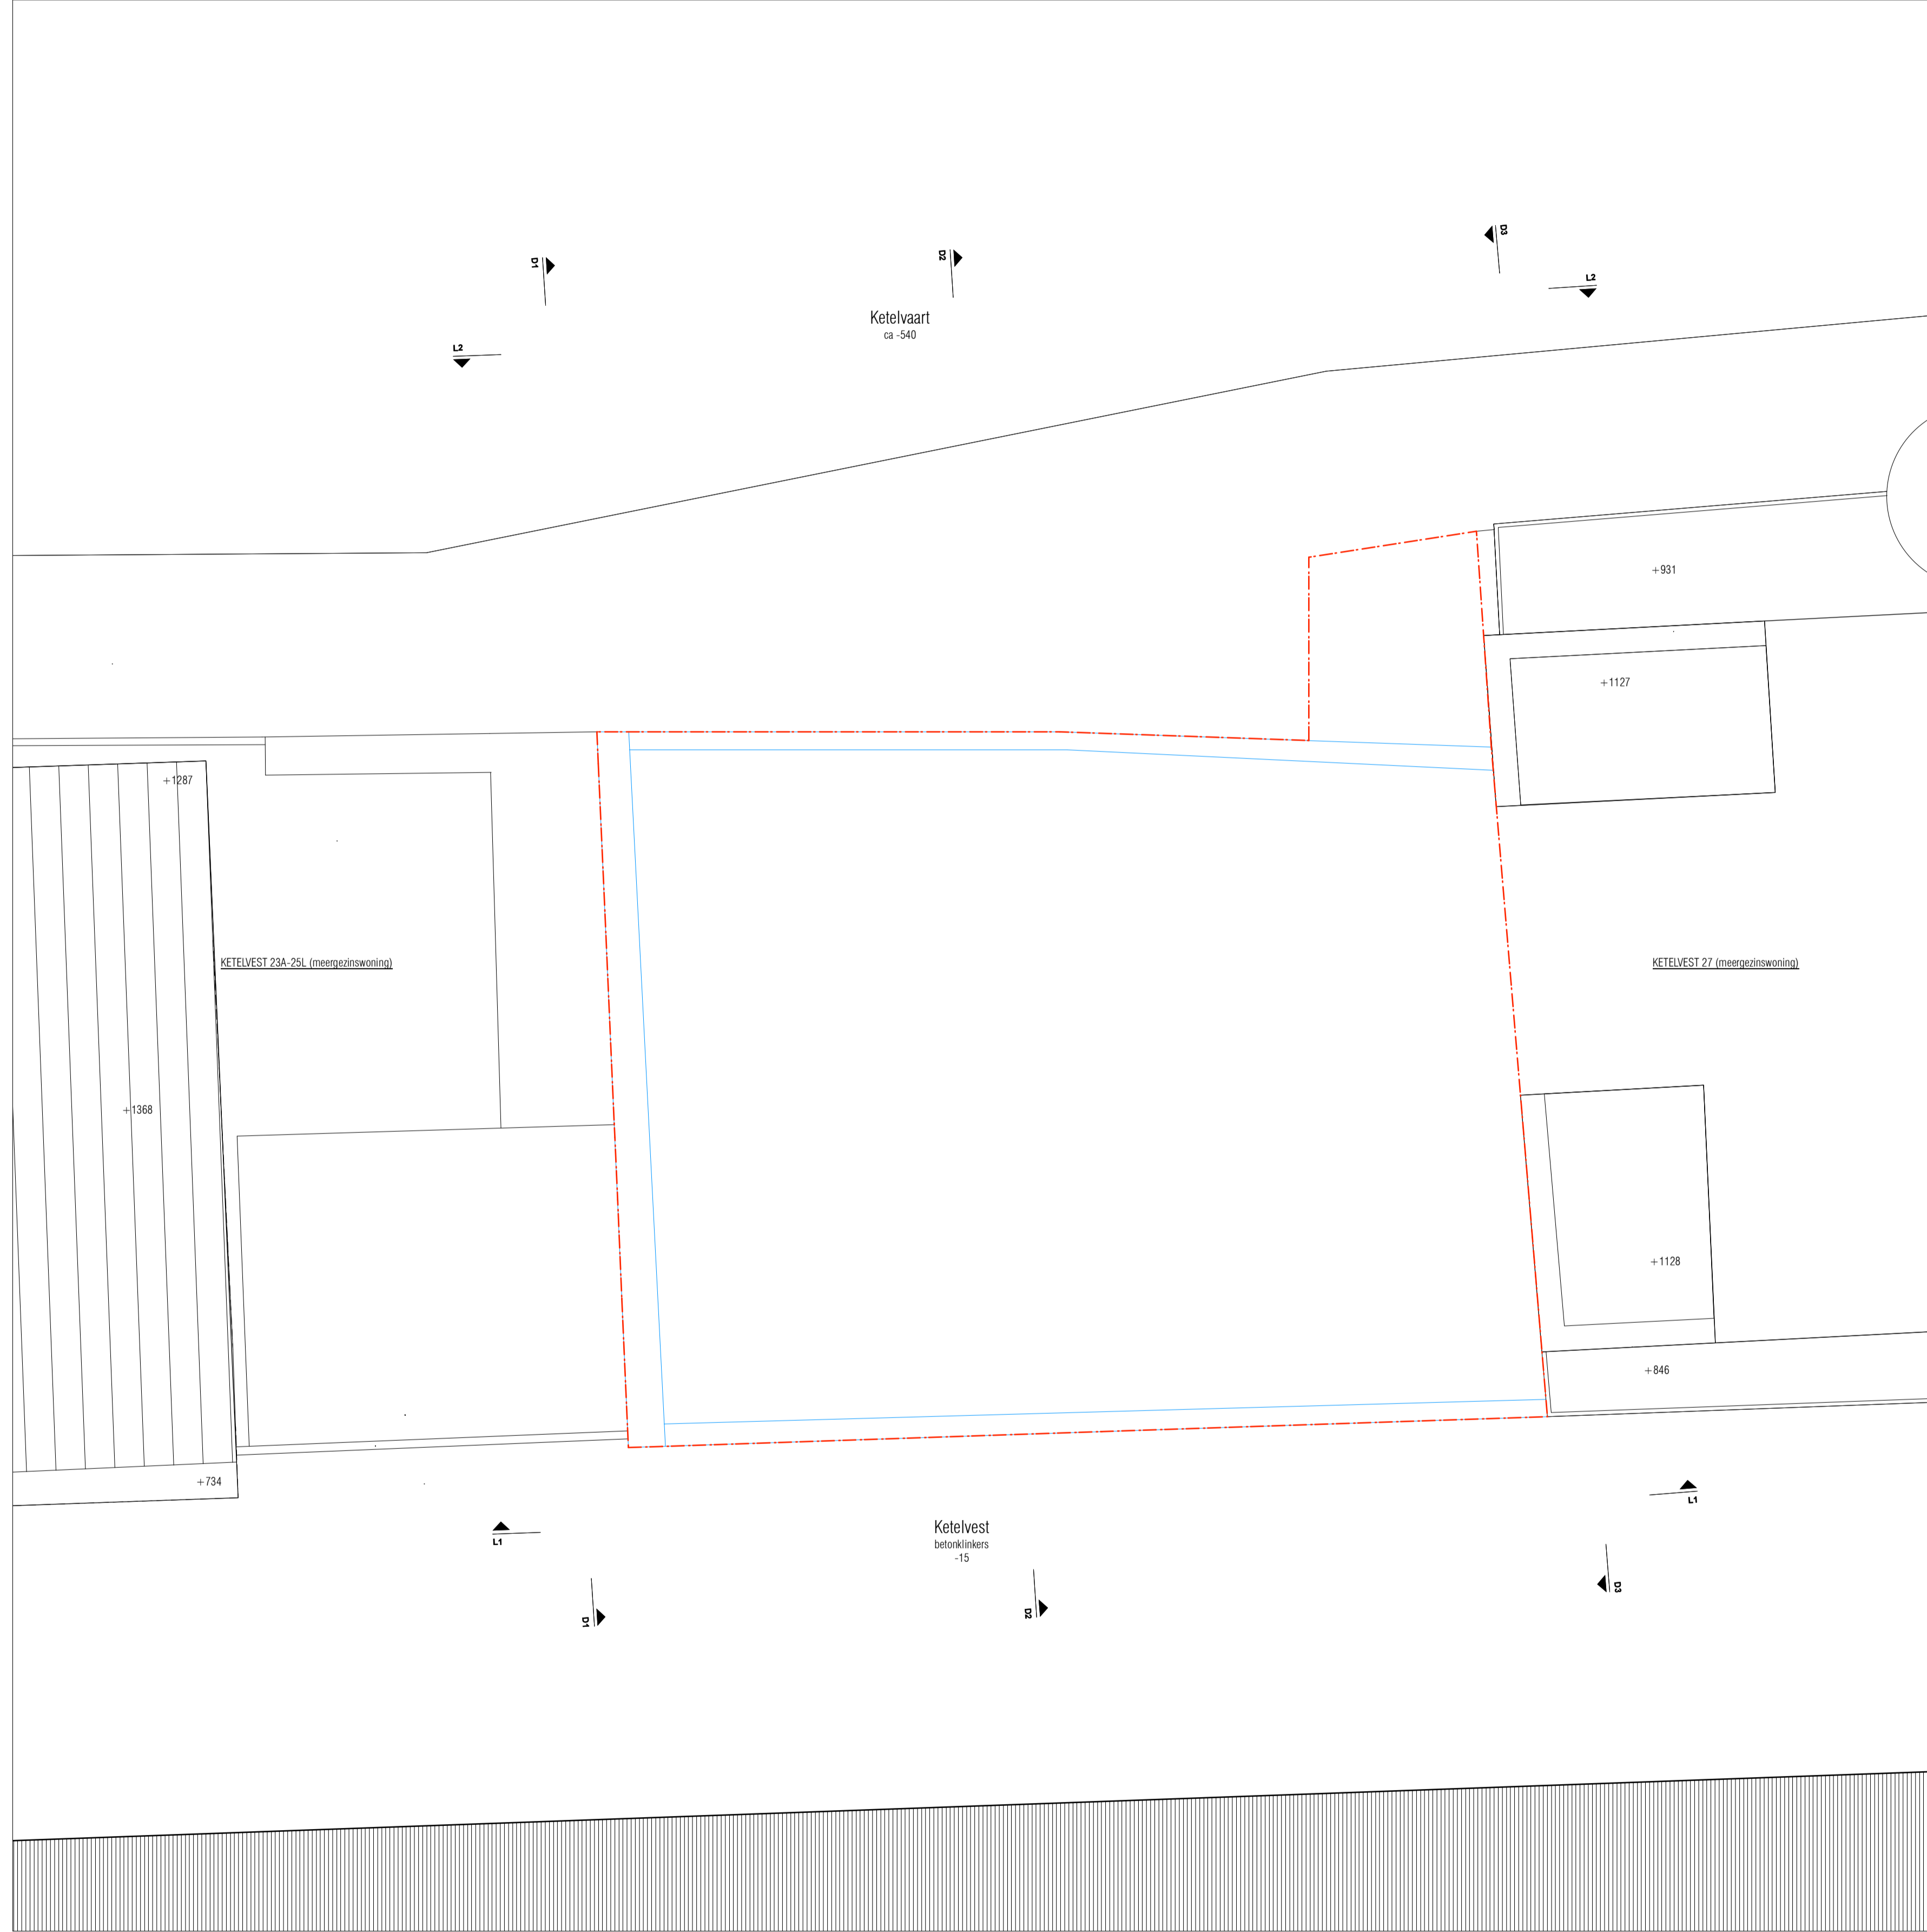 D3
D2
D1
L2
Ketelvaart
ca -540
L2
+931
+1127
+1287
KETELVEST 23A-25L (meergezinswoning)
KETELVEST 27 (meergezinswoning)
+1368
+1128
+846
+734
L1
Ketelvest
betonklinkers
-15
L1
D3
D2
D1